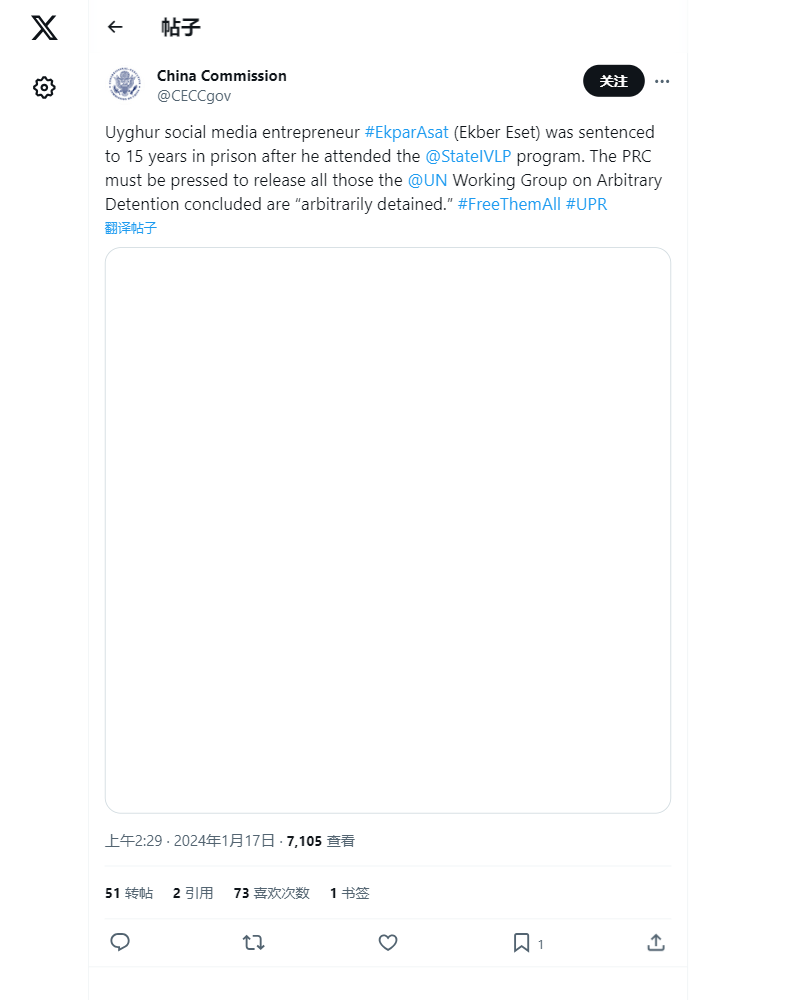 帖子
China Commission
@CECCgov
关注
Uyghur social media entrepreneur #EkparAsat (Ekber Eset) was sentenced
to 15 years in prison after he attended the @StateIVLP program. The PRC
must be pressed to release all those the @UN Working Group on Arbitrary
Detention concluded are “arbitrarily detained.” #FreeThemAll #UPR
翻译帖子
上午2:29 · 2024年1月17日 · 7,105 查看
51 转帖 2 引用 73 喜欢次数 1 书签
1